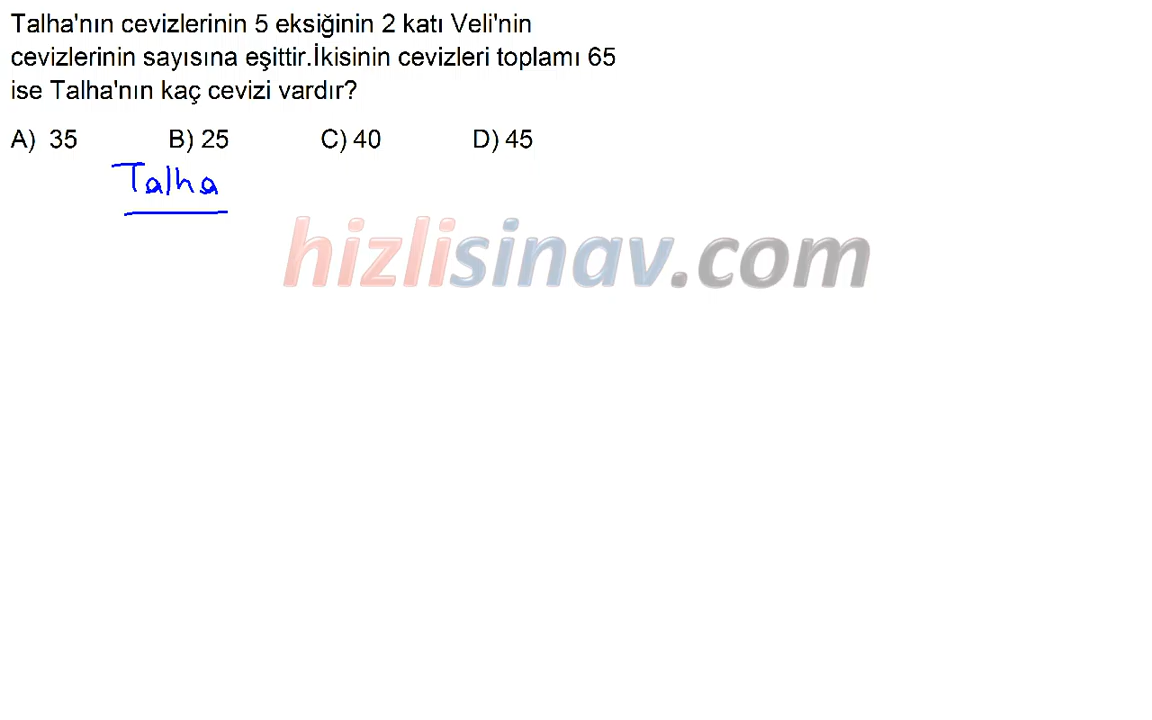 Talha'nın cevizlerinin 5 eksiğinin 2 katı Veli'nin
cevizlerinin sayısına eşittir.İkisinin cevizleri toplamı 65
ise Talha'nın kaç cevizi vardır?
A) 35 B) 25 C) 40 D) 45
Talha
hizlisinav.com